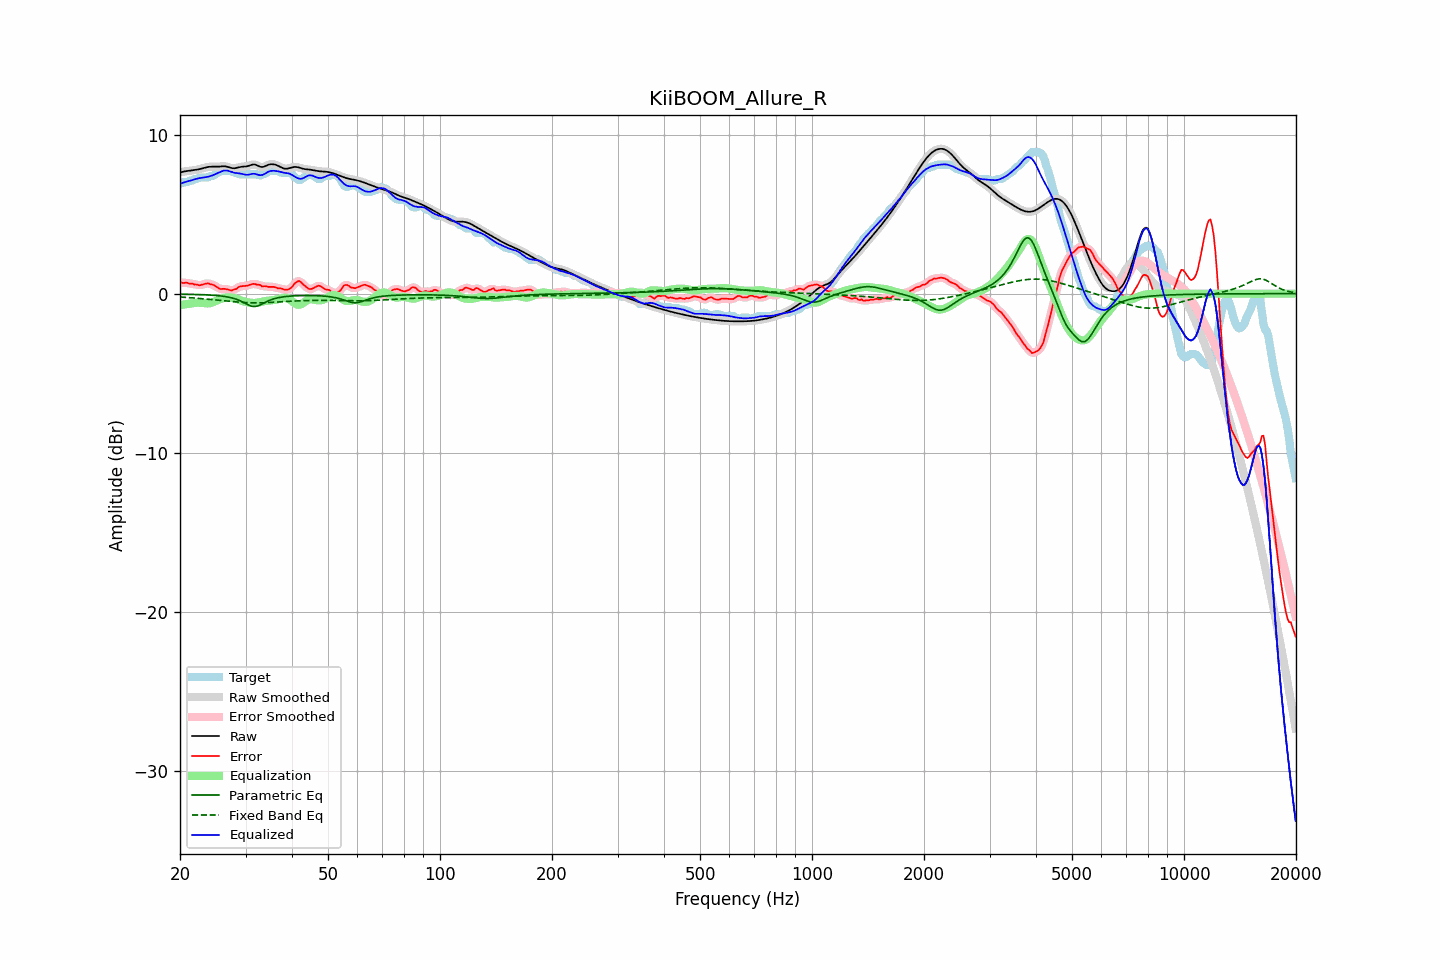 KiiBOOM_Allure_R
Amplitude (dBr)
10
0
−10
−20
−30
Target
Raw Smoothed
Error Smoothed
Raw
Error
Equalization
Parametric Eq
Fixed Band Eq
Equalized
20 50 100 200 500 1000 2000 5000 10000 20000
Frequency (Hz)